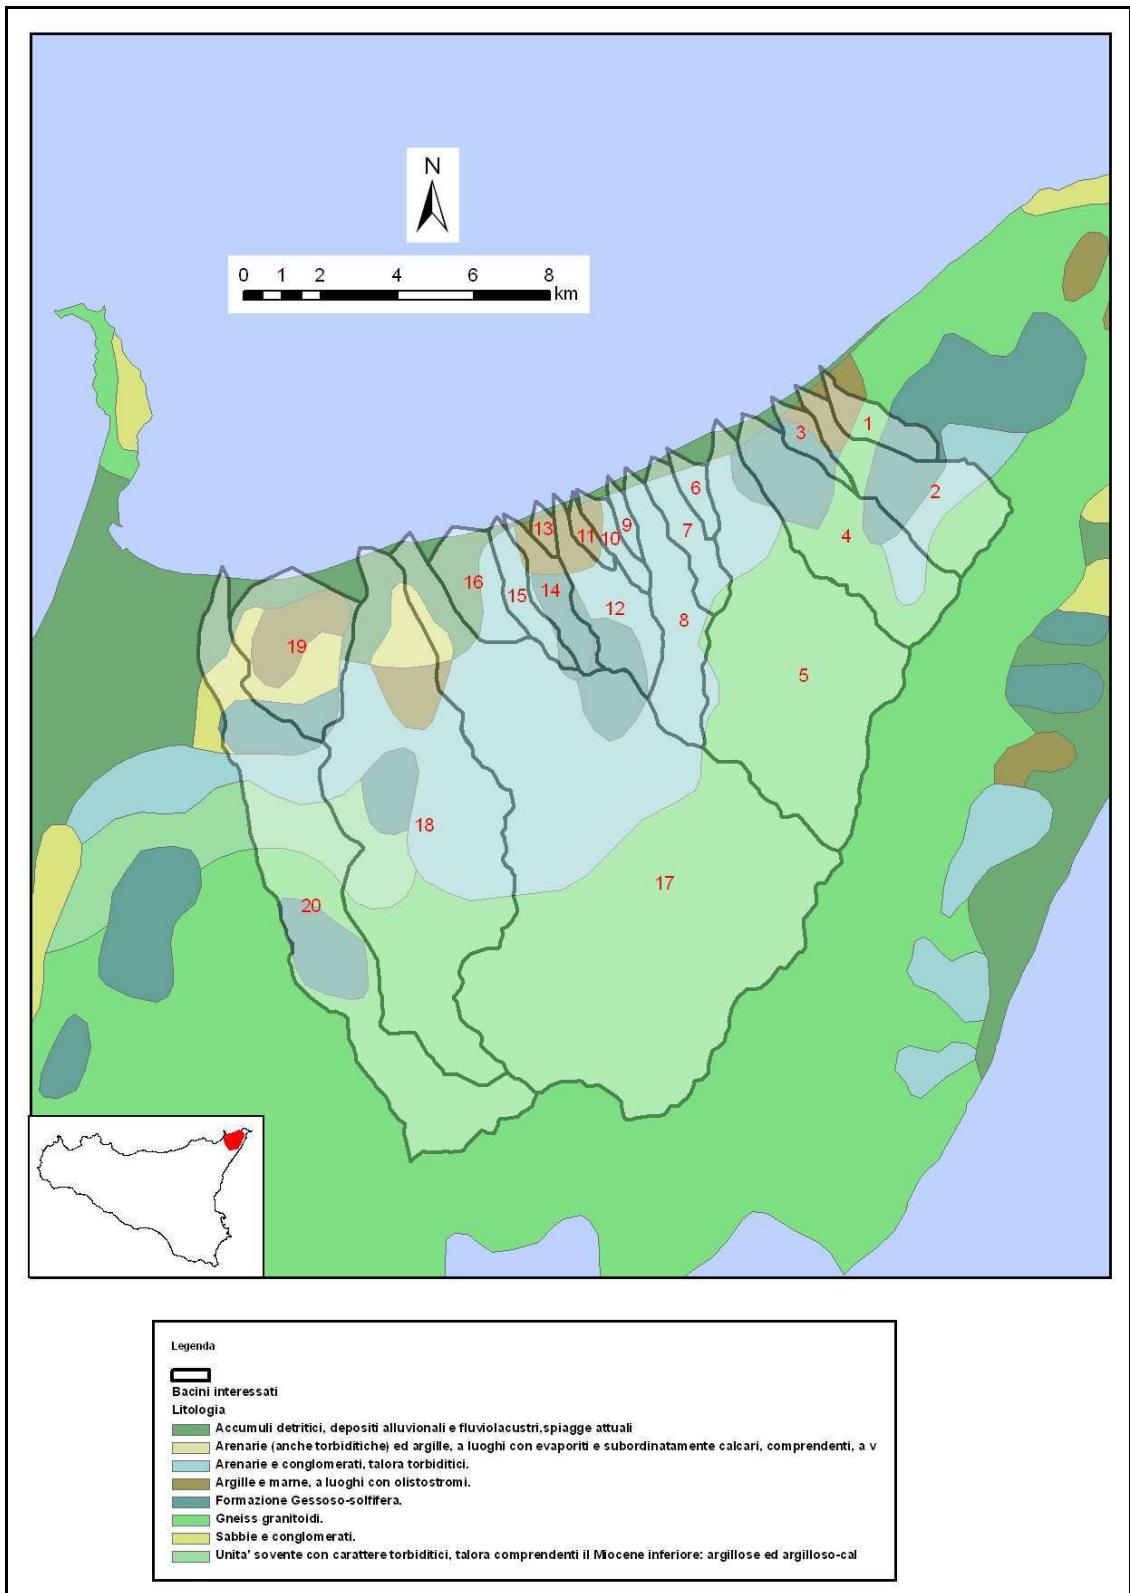 N
0 1 2 4 6 8
km
1
3
2
6
9
13
11
10
7
4
16
15
14
12
8
19
5
18
17
20
Legenda
Bacini interessati
Litologia
Accumuli detritici, depositi alluvionali e fluviolacustri,spiagge attuali
Arenarie (anche torbiditiche) ed argille, a luoghi con evaporiti e subordinatamente calcari, comprendenti, a v
Arenarie e conglomerati, talora torbiditici.
Argille e marne, a luoghi con olistostromi.
Formazione Gessoso-solfifera.
Gneiss granitoidi.
Sabbie e conglomerati.
Unita' sovente con carattere torbiditici, talora comprendenti il Miocene inferiore: argillose ed argilloso-cal